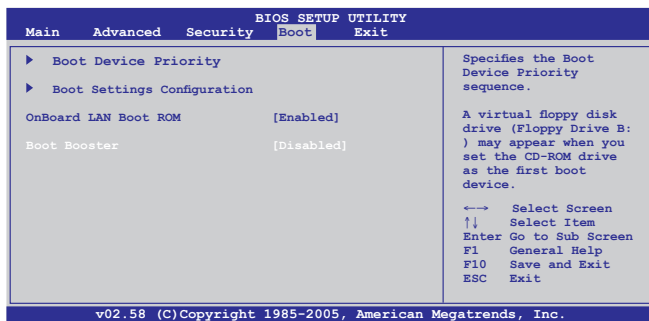 BIOS SETUP UTILITY
Main Advanced Security Boot Exit
Boot Device Priority
Boot Settings Configuration
OnBoard LAN Boot ROM [Enabled]
Boot Booster [Disabled]
Specifies the Boot
Device Priority
sequence.
A virtual floppy disk
drive (Floppy Drive B:
) may appear when you
set the CD-ROM drive
as the first boot
device.
←→ Select Screen
↑↓ Select Item
Enter Go to Sub Screen
F1 General Help
F10 Save and Exit
ESC Exit
v02.58 (C)Copyright 1985-2005, American Megatrends, Inc.